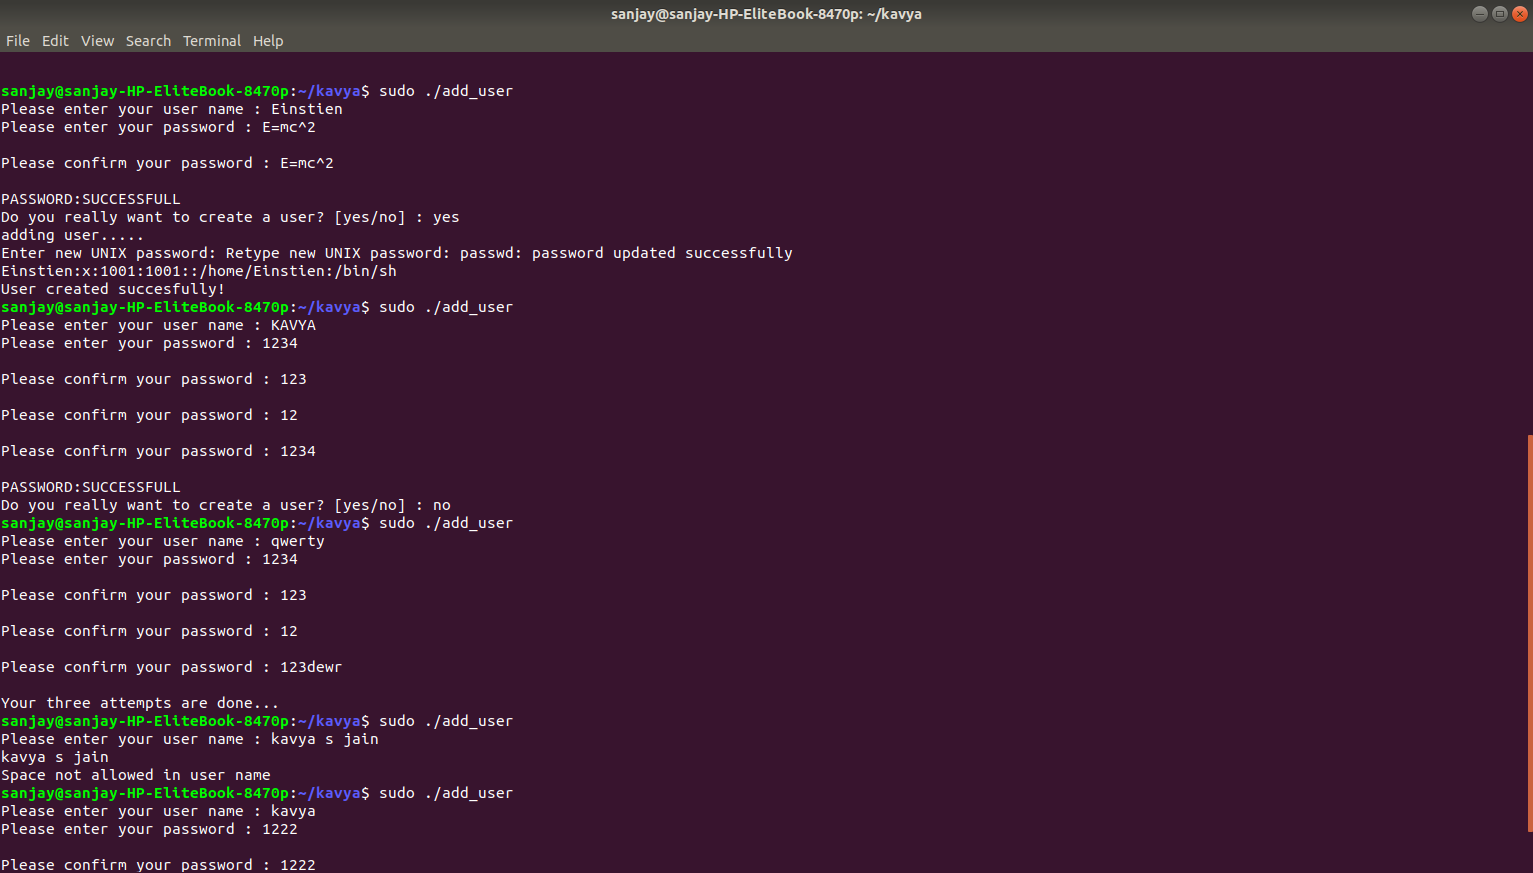 sanjay@sanjay-HP-EliteBook-8470p: ~/kavya
File Edit View Search Terminal Help
sanjay@sanjay-HP-EliteBook-8470p:~/kavya$ sudo ./add_user
Please enter your user name : Einstien
Please enter your password : E=mc^2
Please confirm your password : E=mc^2
PASSWORD:SUCCESSFULL
Do you really want to create a user? [yes/no] : yes
adding user.....
Enter new UNIX password: Retype new UNIX password: passwd: password updated successfully
Einstien:x:1001:1001::/home/Einstien:/bin/sh
User created succesfully!
sanjay@sanjay-HP-EliteBook-8470p:~/kavya$ sudo ./add_user
Please enter your user name : KAVYA
Please enter your password : 1234
Please confirm your password : 123
Please confirm your password : 12
Please confirm your password : 1234
PASSWORD:SUCCESSFULL
Do you really want to create a user? [yes/no] : no
sanjay@sanjay-HP-EliteBook-8470p:~/kavya$ sudo ./add_user
Please enter your user name : qwerty
Please enter your password : 1234
Please confirm your password : 123
Please confirm your password : 12
Please confirm your password : 123dewr
Your three attempts are done...
sanjay@sanjay-HP-EliteBook-8470p:~/kavya$ sudo ./add_user
Please enter your user name : kavya s jain
kavya s jain
Space not allowed in user name
sanjay@sanjay-HP-EliteBook-8470p:~/kavya$ sudo ./add_user
Please enter your user name : kavya
Please enter your password : 1222
Please confirm your password : 1222